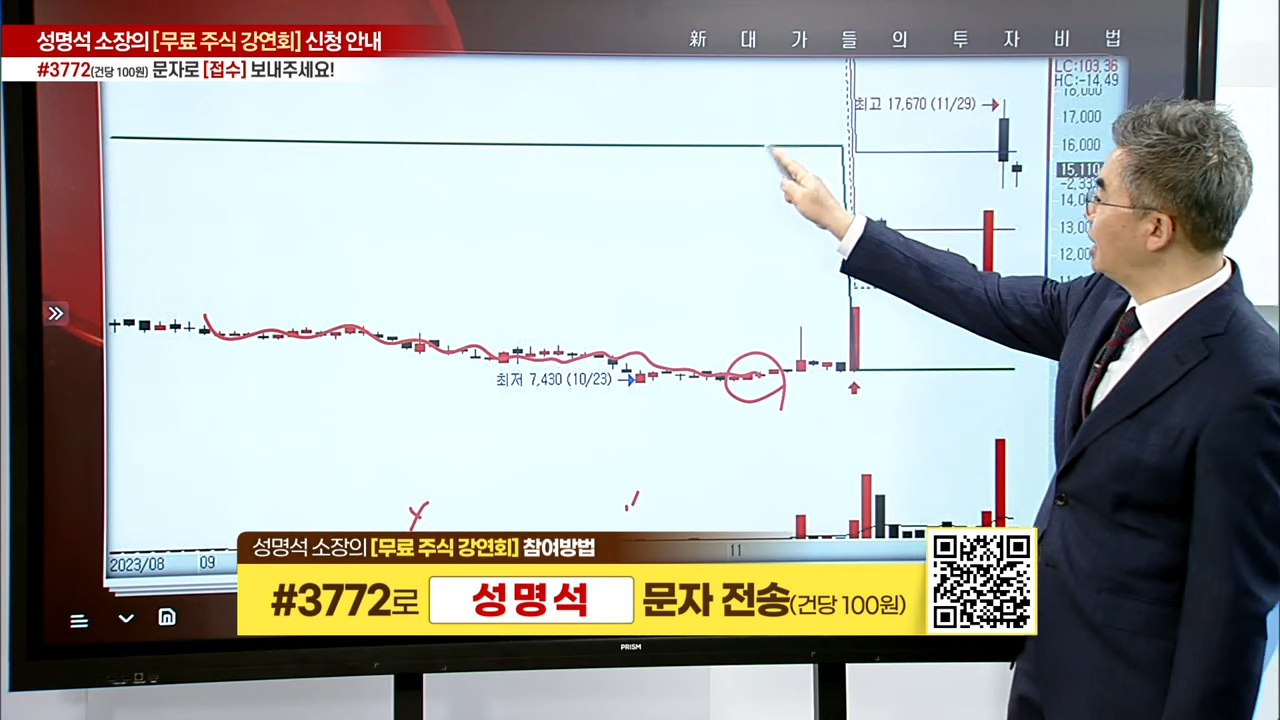 성명석 소장의 [무료 주식 강연회] 신청 안내
#3772(건당 100원) 문자로 [접수] 보내주세요!
新 대 가 들 의 투 자 비 법
LC:103.36
HC:-14.49
최고 17,670 (11/29)
17,000
16,000
15,110
13,000
최저 7,430 (10/23)
2023/08 09 11
성명석 소장의 [무료 주식 강연회] 참여방법
#3772로 성명석 문자 전송(건당 100원)
PRISM